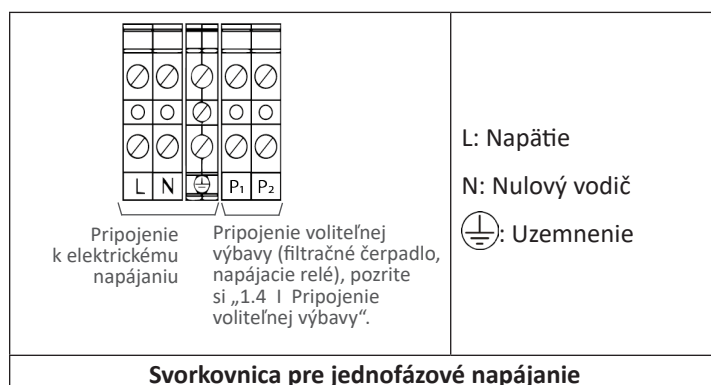 L N P₁ P₂
Pripojenie
k elektrickému
napájaniu
Pripojenie voliteľnej
výbavy (filtračné čerpadlo,
napájacie relé), pozrite
si „1.4 I Pripojenie
voliteľnej výbavy“.
L: Napätie
N: Nulový vodič
: Uzemnenie
Svorkovnica pre jednofázové napájanie